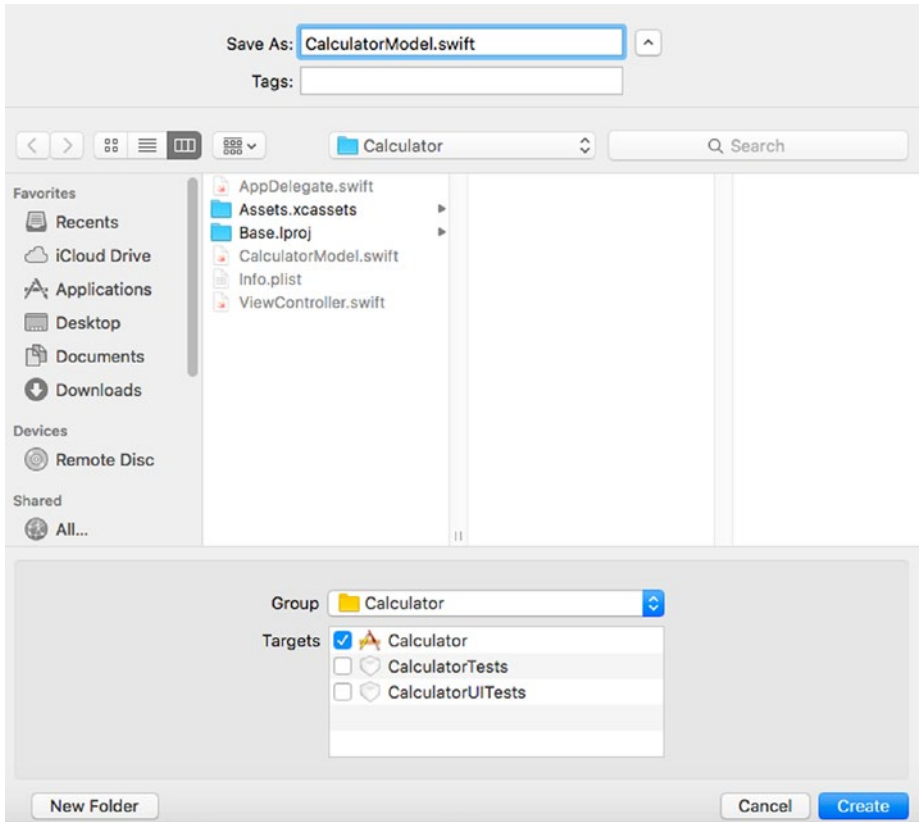 Save As: CalculatorModel.swift
Tags:
Calculator
Search
Favorites
Recents
iCloud Drive
Applications
Desktop
Documents
Downloads
Devices
Remote Disc
Shared
All...
AppDelegate.swift
Assets.xcassets
Base.lproj
CalculatorModel.swift
Info.plist
ViewController.swift
Group Calculator
Targets Calculator
CalculatorTests
CalculatorUITests
New Folder Cancel Create